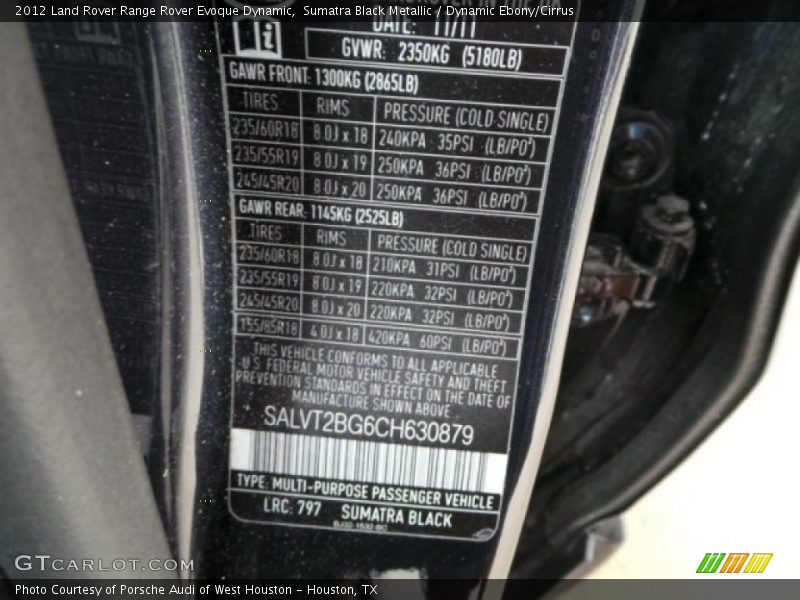 2012 Land Rover Range Rover Evoque Dynamic, Sumatra Black Metallic / Dynamic Ebony/Cirrus
DATE: 11/11
GVWR: 2350KG (5180LB)
GAWR FRONT: 1300KG (2865LB)
TIRES RIMS PRESSURE (COLD SINGLE)
235/60R18 8.0J x 18 240KPA 35PSI (LB/PO²)
235/55R19 8.0J x 19 250KPA 36PSI (LB/PO²)
245/45R20 8.0J x 20 250KPA 36PSI (LB/PO²)
GAWR REAR: 1145KG (2525LB)
TIRES RIMS PRESSURE (COLD SINGLE)
235/60R18 8.0J x 18 210KPA 31PSI (LB/PO²)
235/55R19 8.0J x 19 220KPA 32PSI (LB/PO²)
245/45R20 8.0J x 20 220KPA 32PSI (LB/PO²)
155/85R18 4.0J x 18 420KPA 60PSI (LB/PO²)
THIS VEHICLE CONFORMS TO ALL APPLICABLE
U.S. FEDERAL MOTOR VEHICLE SAFETY AND THEFT
PREVENTION STANDARDS IN EFFECT ON THE DATE OF
MANUFACTURE SHOWN ABOVE
SALVT2BG6CH630879
TYPE: MULTI-PURPOSE PASSENGER VEHICLE
LRC: 797 SUMATRA BLACK
GTCARLOT.COM
Photo Courtesy of Porsche Audi of West Houston - Houston, TX